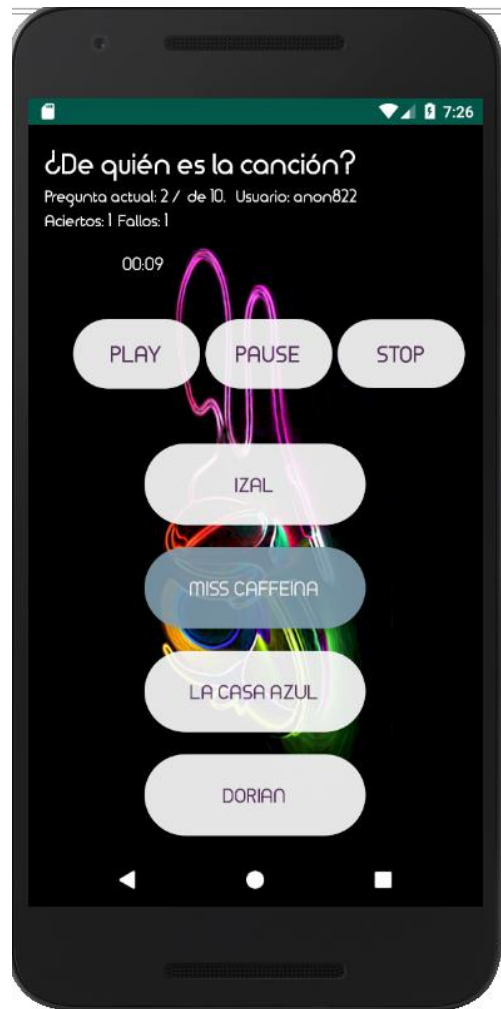 7:26
¿De quién es la canción?
Pregunta actual: 2 / de 10. Usuario: anon822
Aciertos: 1 Fallos: 1
00:09
PLAY PAUSE STOP
IZAL
MISS CAFFEINA
LA CASA AZUL
DORIAN